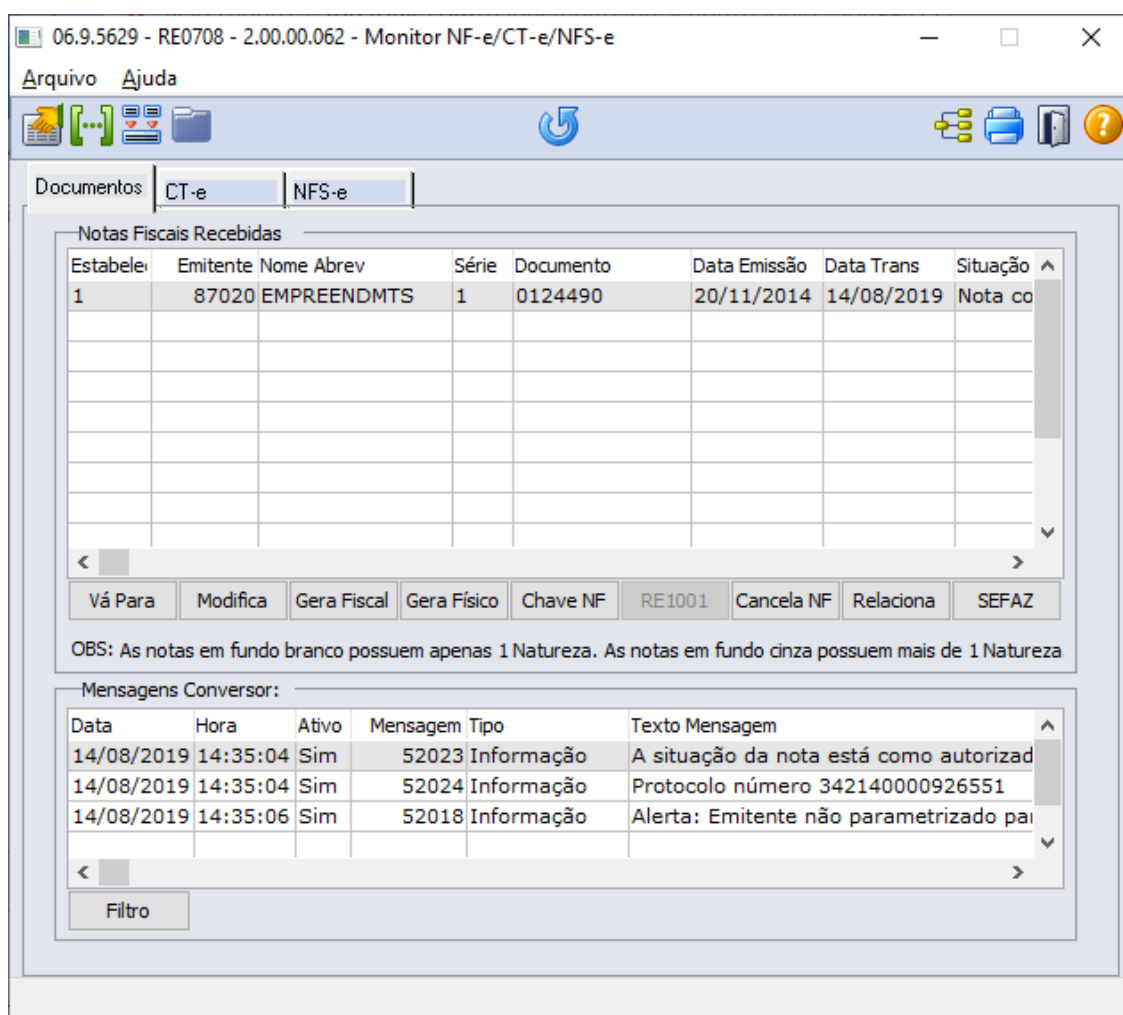 06.9.5629 - RE0708 - 2.00.00.062 - Monitor NF-e/CT-e/NFS-e
Arquivo Ajuda
Documentos CT-e NFS-e
Notas Fiscais Recebidas
Estabele Emitente Nome Abrev Série Documento Data Emissão Data Trans Situação
1 87020 EMPREENDMTS 1 0124490 20/11/2014 14/08/2019 Nota co
Vá Para Modifica Gera Fiscal Gera Físico Chave NF RE1001 Cancela NF Relaciona SEFAZ
OBS: As notas em fundo branco possuem apenas 1 Natureza. As notas em fundo cinza possuem mais de 1 Natureza
Mensagens Conversor:
Data Hora Ativo Mensagem Tipo Texto Mensagem
14/08/2019 14:35:04 Sim 52023 Informação A situação da nota está como autorizad
14/08/2019 14:35:04 Sim 52024 Informação Protocolo número 342140000926551
14/08/2019 14:35:06 Sim 52018 Informação Alerta: Emitente não parametrizado pa
Filtro